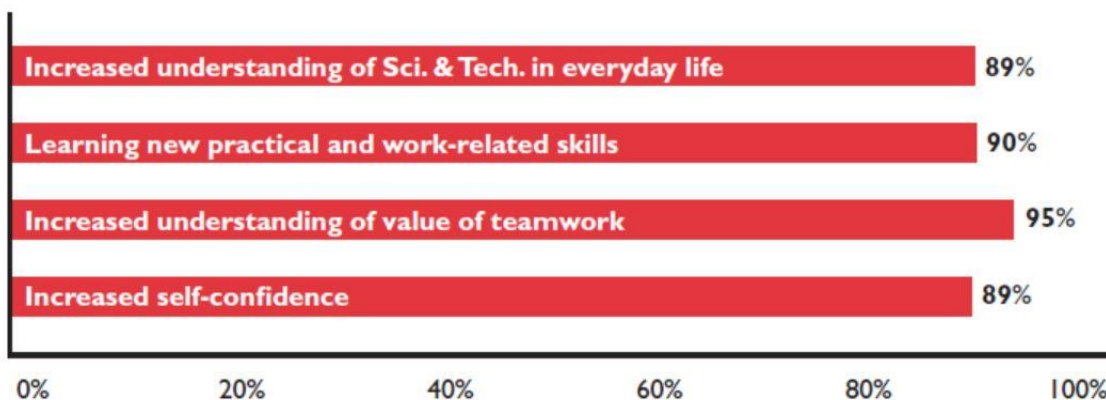 Increased understanding of Sci. & Tech. in everyday life 89%
Learning new practical and work-related skills 90%
Increased understanding of value of teamwork 95%
Increased self-confidence 89%
0% 20% 40% 60% 80% 100%